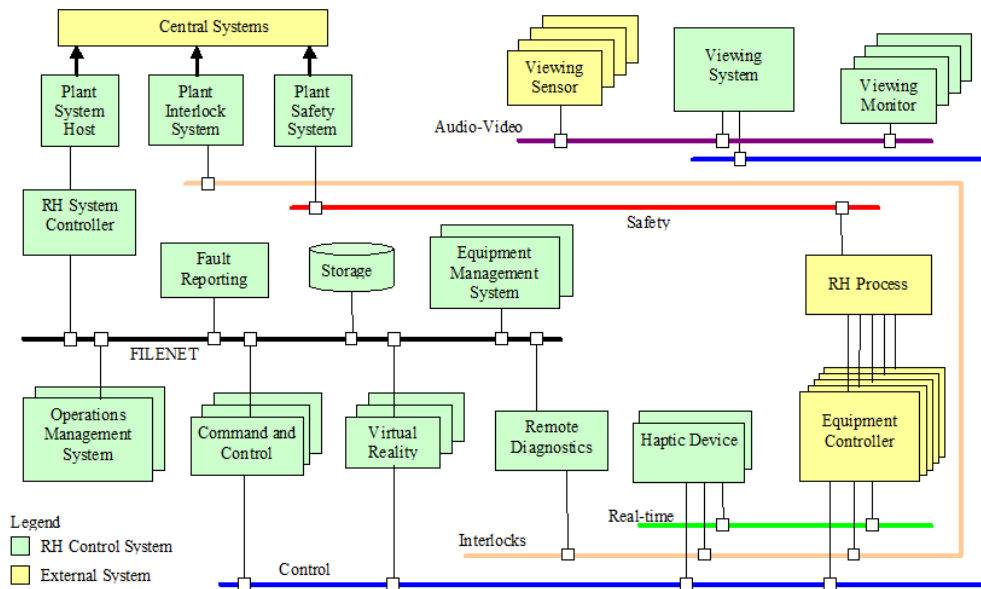 Central Systems
Plant
System
Host
Plant
Interlock
System
Plant
Safety
System
Viewing
Sensor
Viewing
System
Viewing
Monitor
Audio-Video
RH System
Controller
Safety
Fault
Reporting
Storage
Equipment
Management
System
RH Process
FILENET
Operations
Management
System
Command and
Control
Virtual
Reality
Remote
Diagnostics
Haptic Device
Equipment
Controller
Real-time
Interlocks
Control
Legend
RH Control System
External System